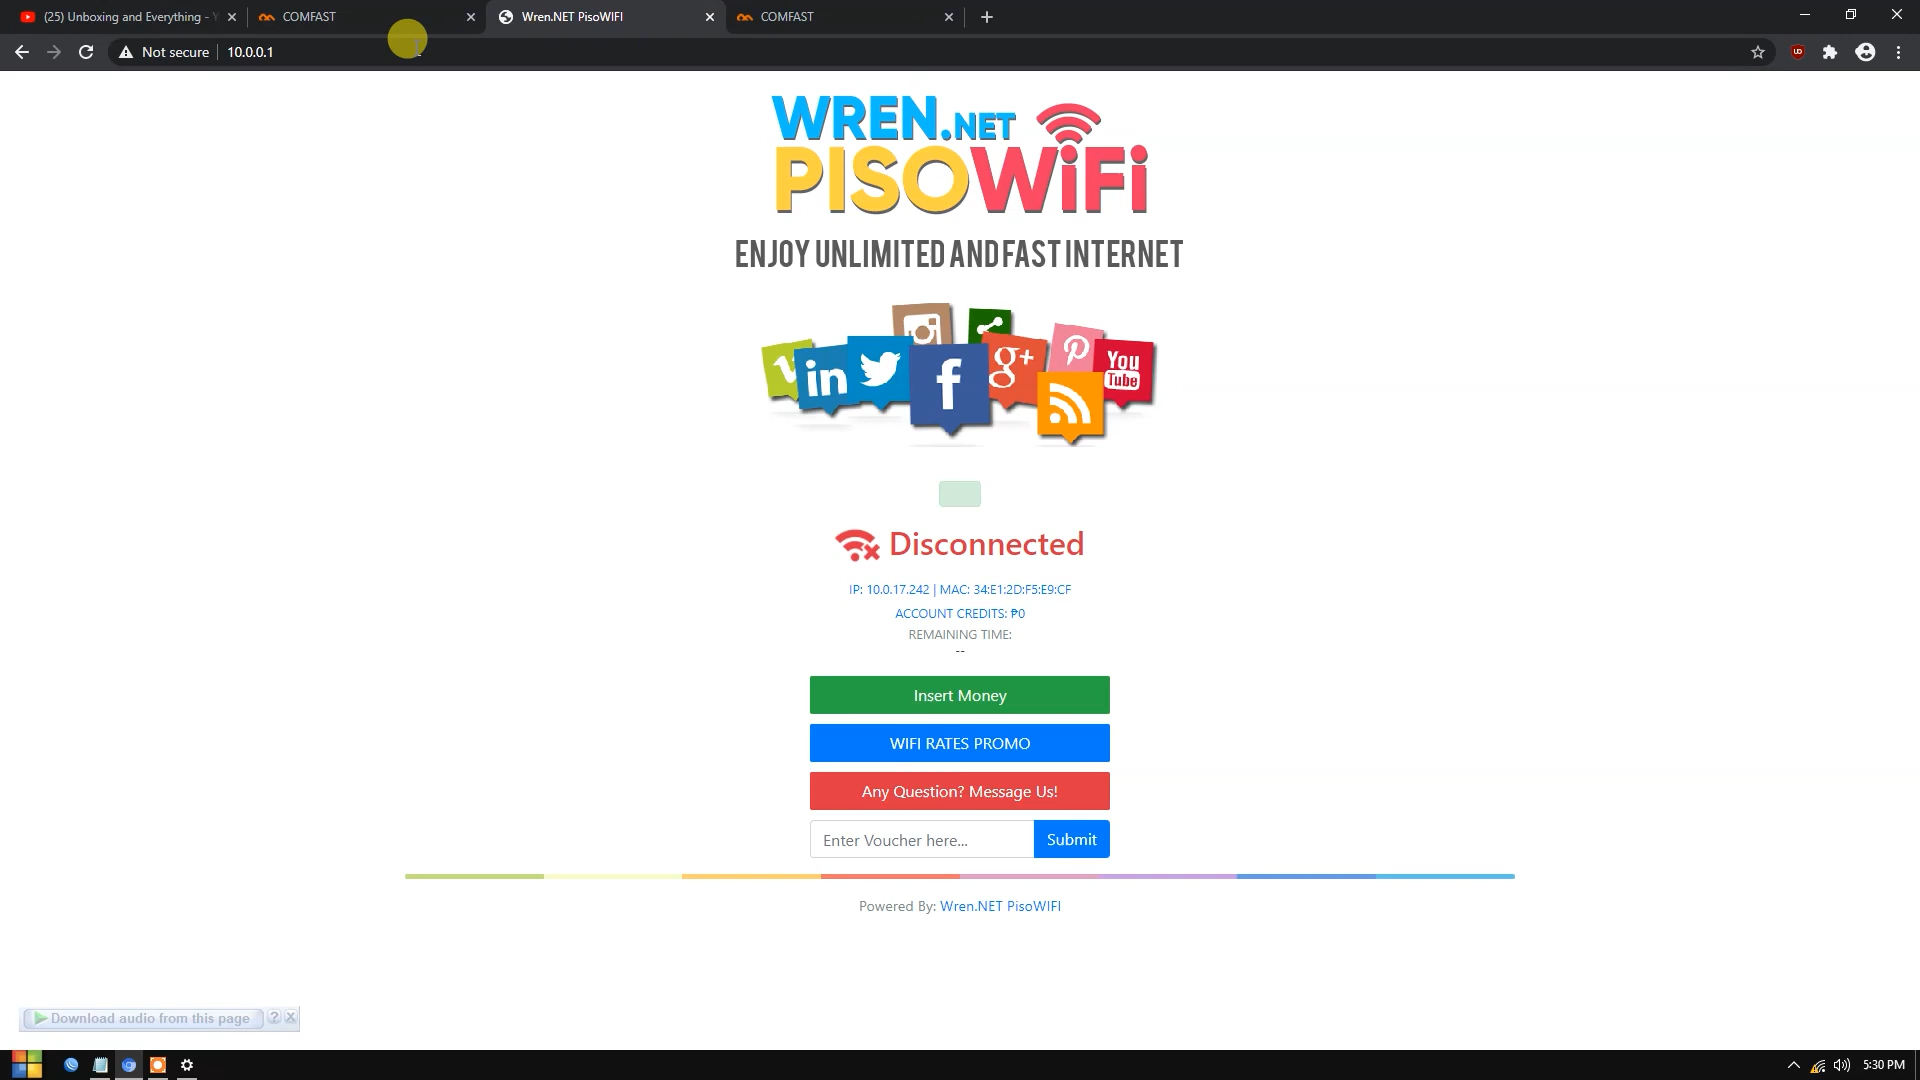 (25) Unboxing and Everything - Y
COMFAST
Wren.NET PisoWIFI
COMFAST
Not secure
10.0.0.1
WREN.NET
PISOWiFi
ENJOY UNLIMITED AND FAST INTERNET
in
f
g+
You
Tube
Disconnected
IP: 10.0.17.242 | MAC: 34:E1:2D:F5:E9:CF
ACCOUNT CREDITS: ₱0
REMAINING TIME:
--
Insert Money
WIFI RATES PROMO
Any Question? Message Us!
Enter Voucher here...
Submit
Powered By: Wren.NET PisoWIFI
Download audio from this page
?
X
5:30 PM